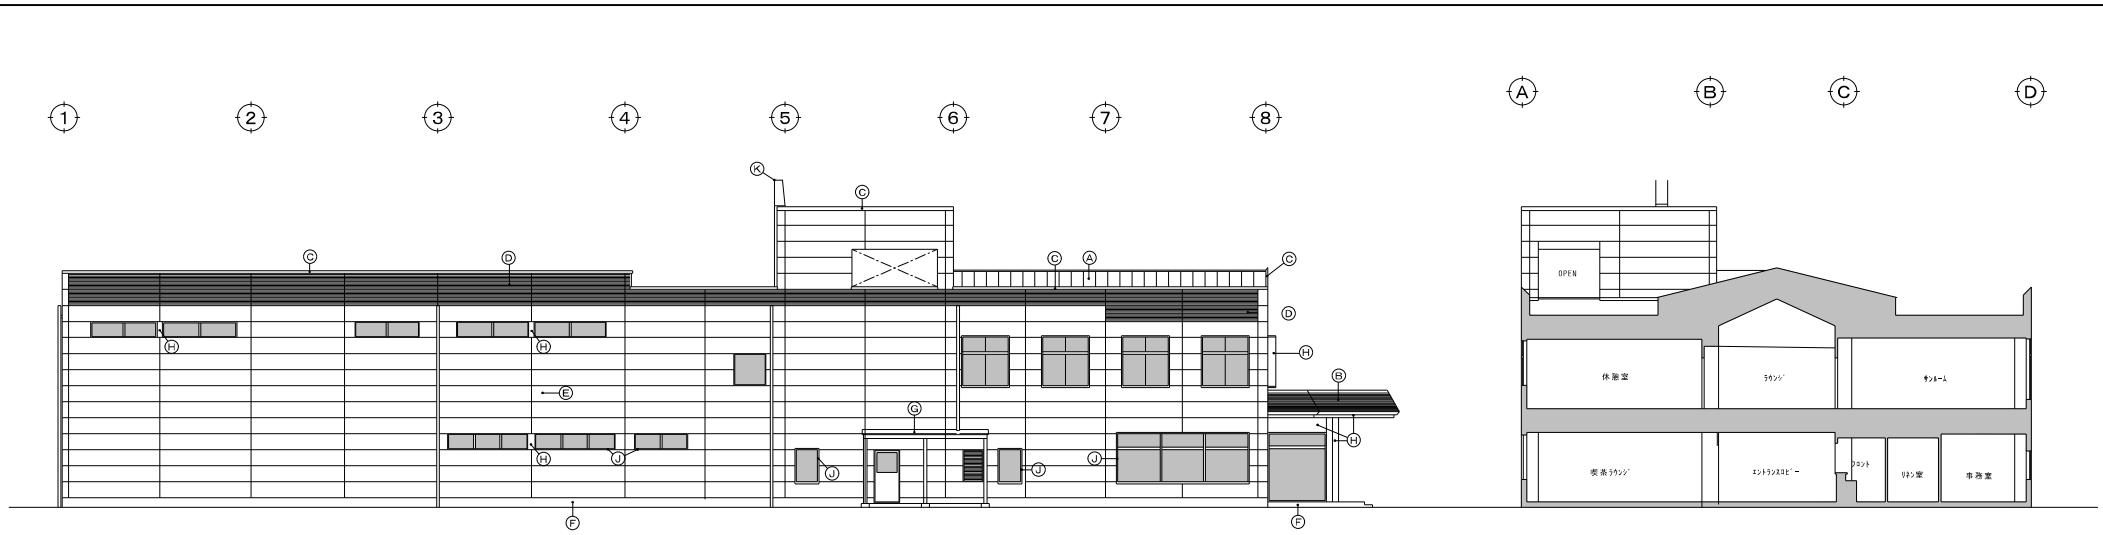 1 2 3 4 5 6 7 8
A B C D
K
C
C D C A C
OPEN
D
H H H
B
休憩室 ラウンジ サンルーム
E
G
H
H J J J J
喫茶ラウンジ エントランスロビー フロント リネン室 事務室
F F